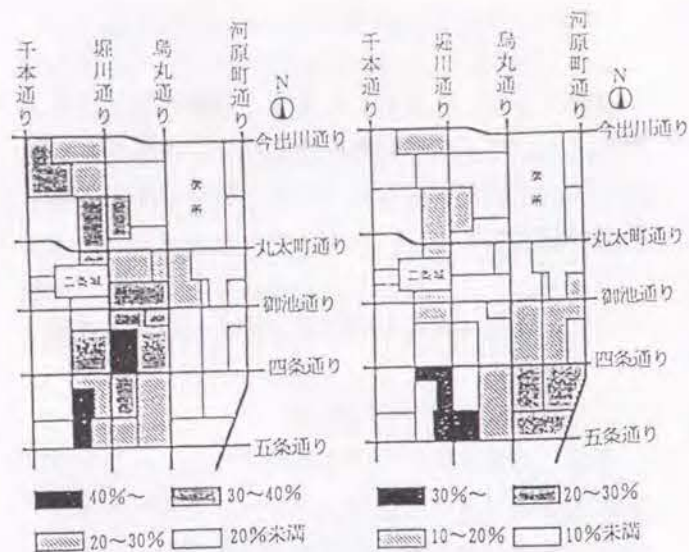 千本通り
堀川通り
烏丸通り
河原町通り
N
今出川通り
御所
丸太町通り
二条城
御池通り
四条通り
五条通り
40%~
30~40%
20~30%
20%未満
千本通り
堀川通り
烏丸通り
河原町通り
N
今出川通り
御所
丸太町通り
二条城
御池通り
四条通り
五条通り
30%~
20~30%
10~20%
10%未満